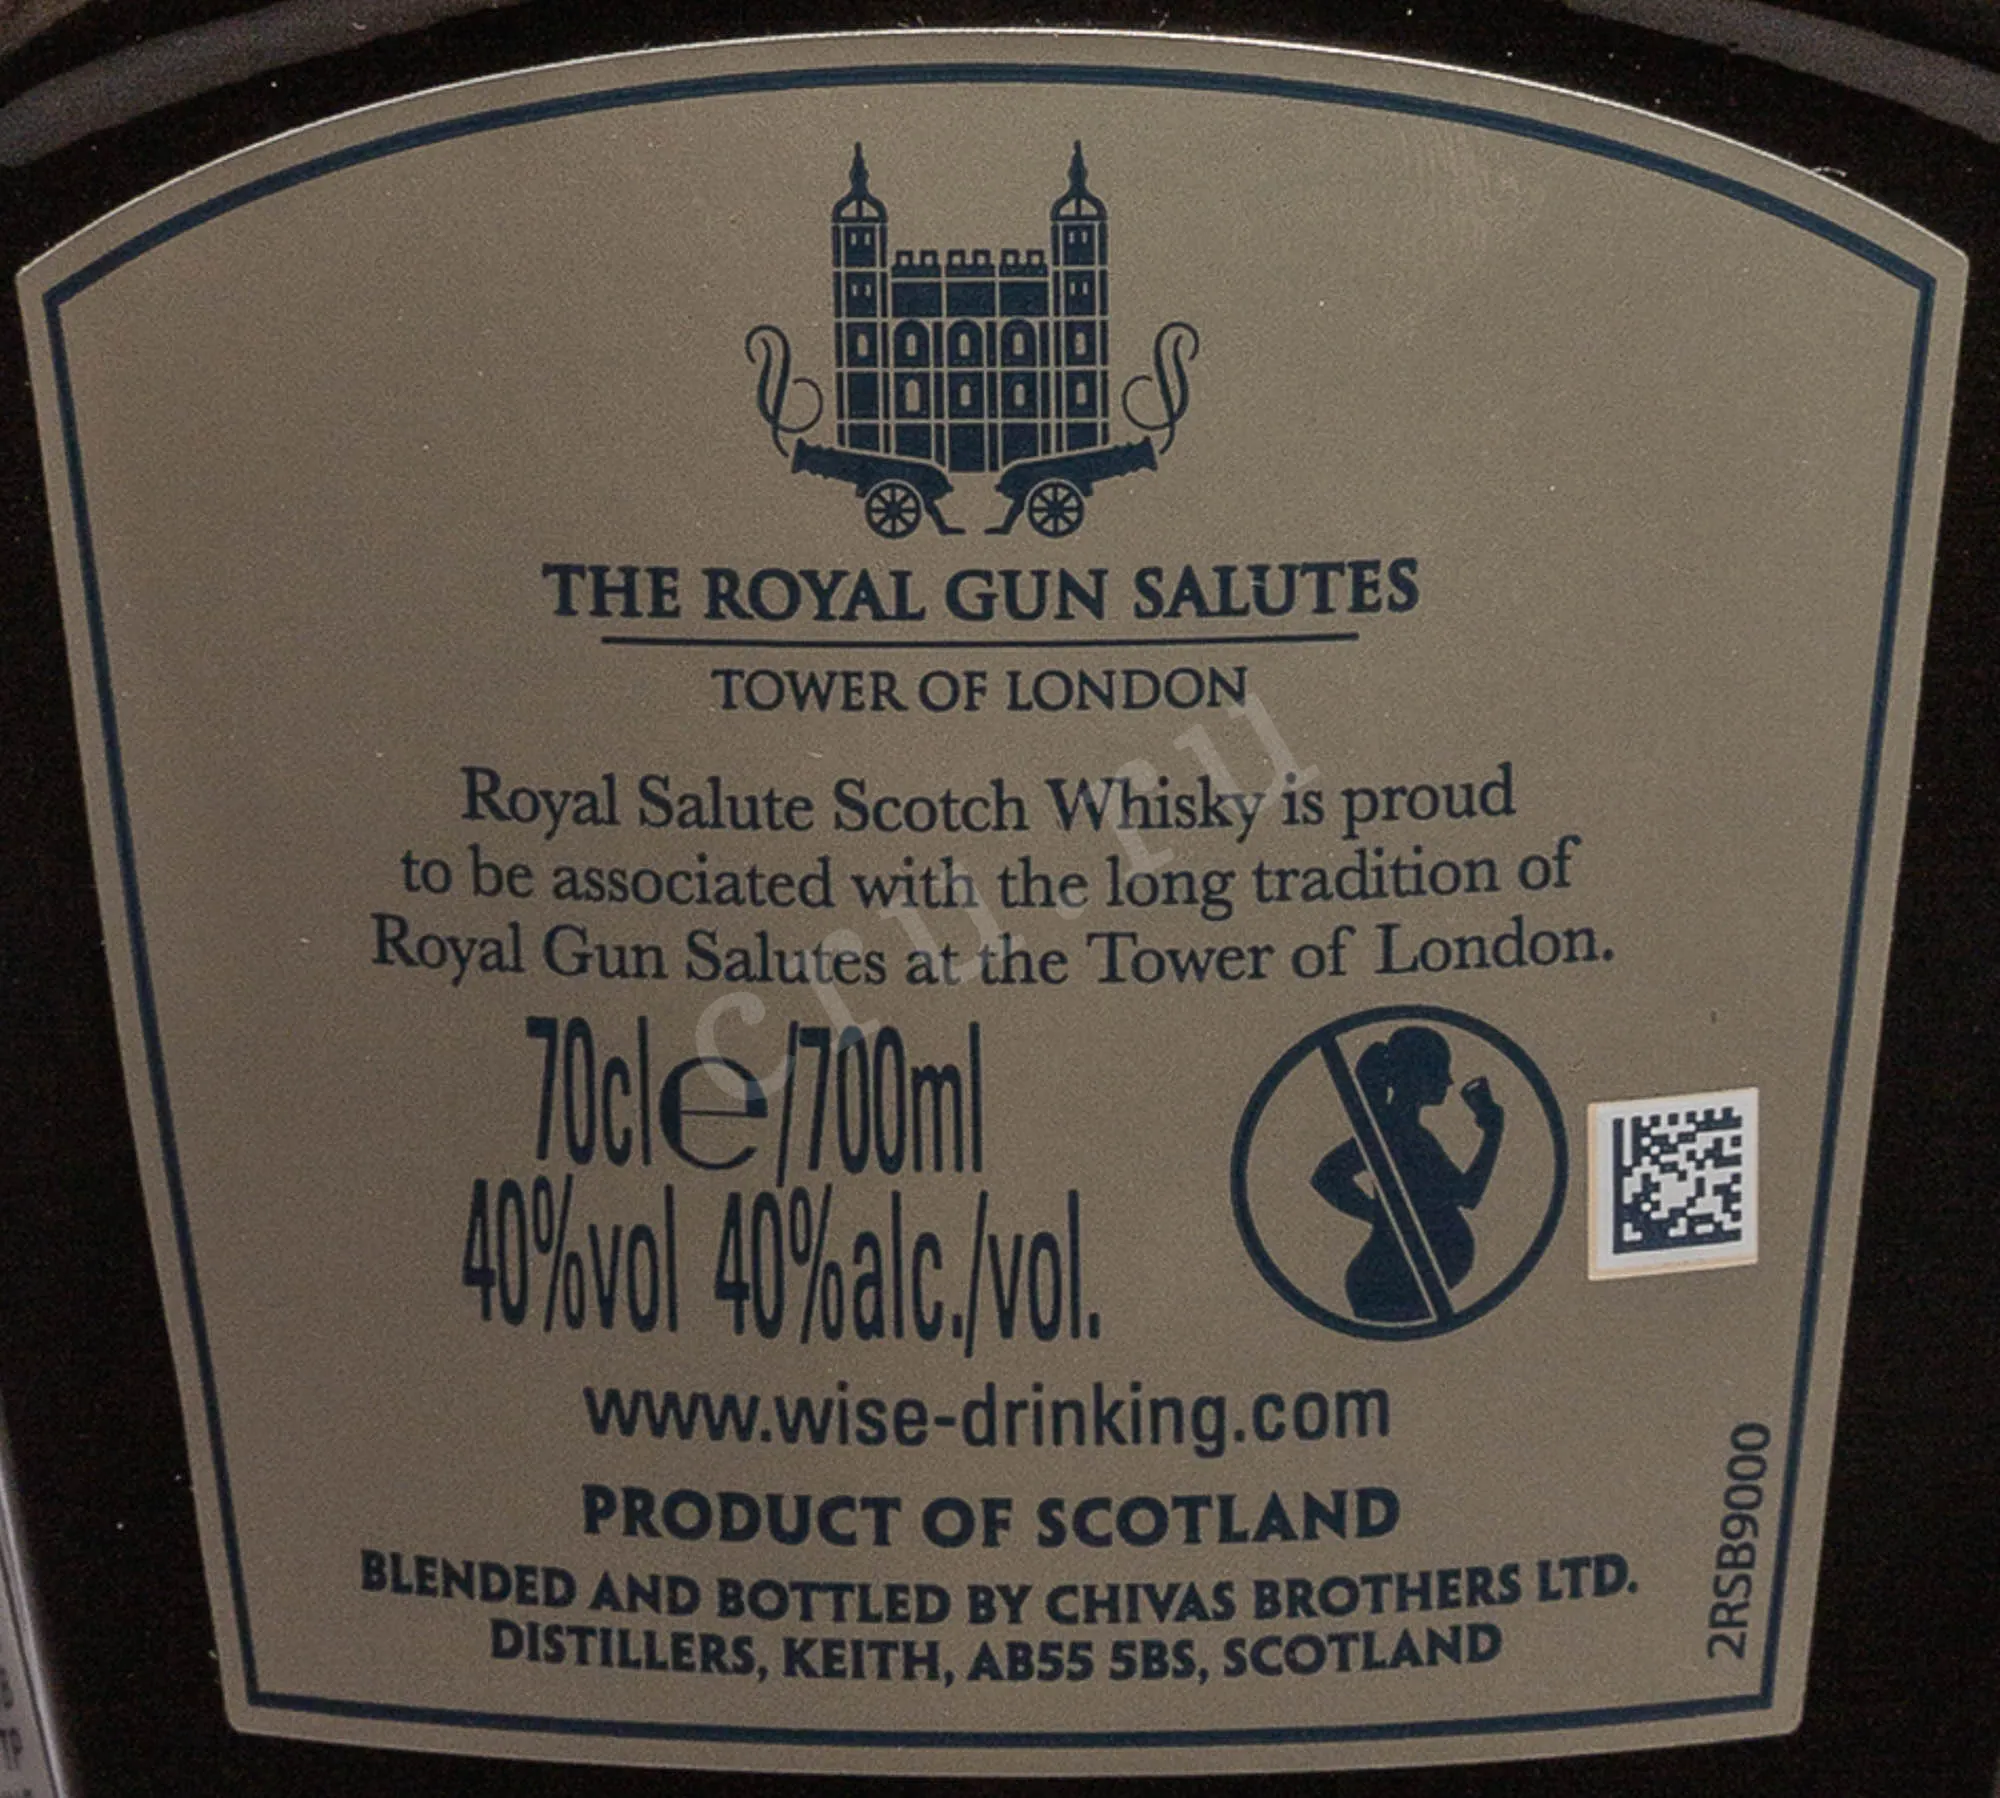 THE ROYAL GUN SALUTES
TOWER OF LONDON
Royal Salute Scotch Whisky is proud
to be associated with the long tradition of
Royal Gun Salutes at the Tower of London.
70cl e/700ml
40%vol 40%alc./vol.
www.wise-drinking.com
PRODUCT OF SCOTLAND
BLENDED AND BOTTLED BY CHIVAS BROTHERS LTD.
DISTILLERS, KEITH, AB55 5BS, SCOTLAND
2RSB9000
cru.ru